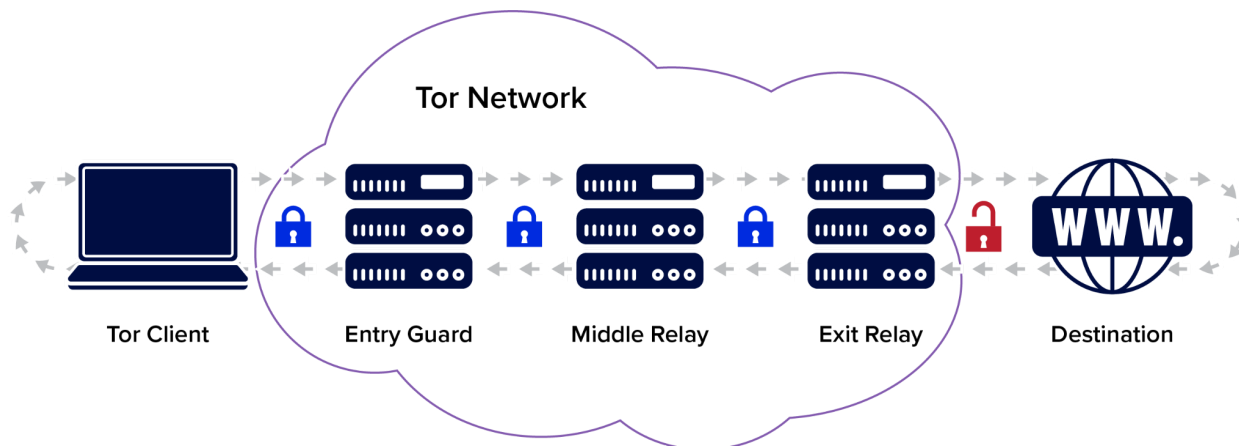 Tor Network
WWW.
Tor Client
Entry Guard
Middle Relay
Exit Relay
Destination